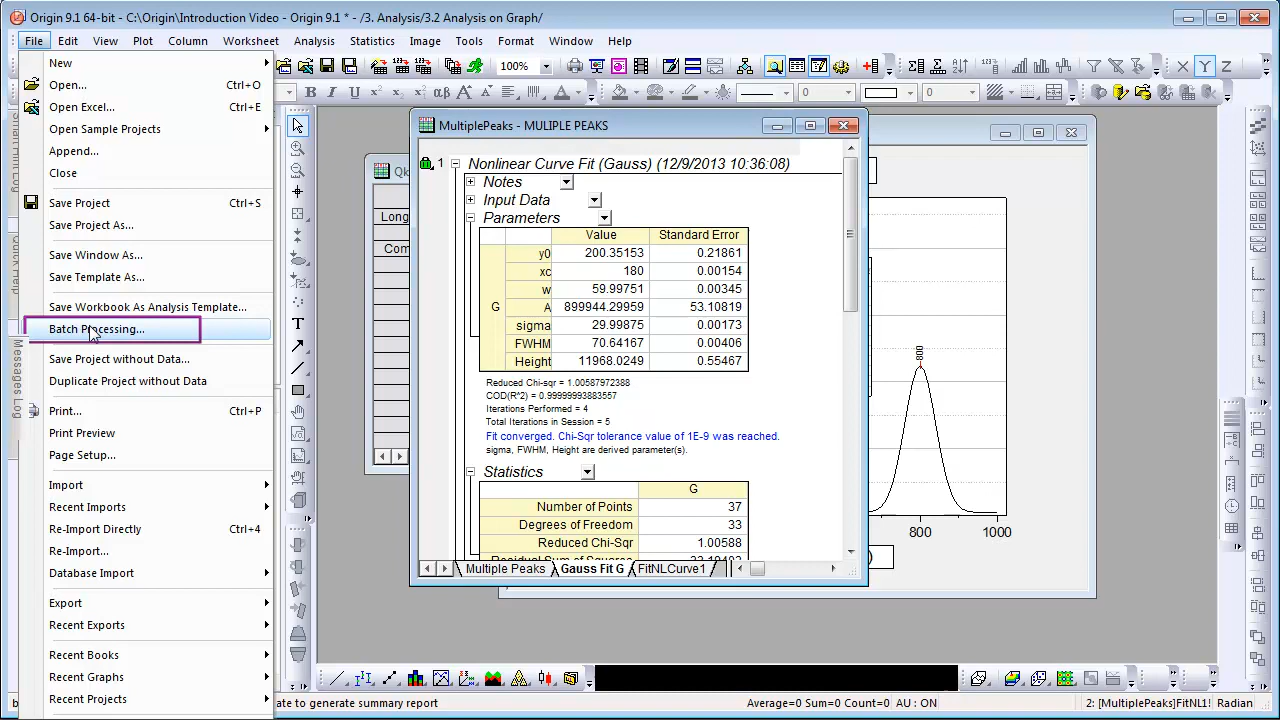 Origin 9.1 64-bit - C:\Origin\Introduction Video - Origin 9.1 * - /3. Analysis/3.2 Analysis on Graph/
File Edit View Plot Column Worksheet Analysis Statistics Image Tools Format Window Help
100%
X Y Z
New
Open... Ctrl+O
Open Excel... Ctrl+E
Open Sample Projects
Append...
Close
Save Project Ctrl+S
Save Project As...
Save Window As...
Save Template As...
Save Workbook As Analysis Template...
Batch Processing...
Save Project without Data...
Duplicate Project without Data
Print... Ctrl+P
Print Preview
Page Setup...
Import
Recent Imports
Re-Import Directly Ctrl+4
Re-Import...
Database Import
Export
Recent Exports
Recent Books
Recent Graphs
Recent Projects
Quick Help
Messages Log
B I U
0
0
T
Long
Com
MultiplePeaks - MULIPLE PEAKS
1
Nonlinear Curve Fit (Gauss) (12/9/2013 10:36:08)
Notes
Input Data
Parameters
Value Standard Error
G
y0 200.35153 0.21861
xc 180 0.00154
w 59.99751 0.00345
A 899944.29959 53.10819
sigma 29.99875 0.00173
FWHM 70.64167 0.00406
Height 11968.0249 0.55467
Reduced Chi-sqr = 1.00587972388
COD(R^2) = 0.99999993883557
Iterations Performed = 4
Total Iterations in Session = 5
Fit converged. Chi-Sqr tolerance value of 1E-9 was reached.
sigma, FWHM, Height are derived parameter(s).
Statistics
G
Number of Points 37
Degrees of Freedom 33
Reduced Chi-Sqr 1.00588
Multiple Peaks Gauss Fit G FitNLCurve1
800
800 1000
)
ate to generate summary report
Average=0 Sum=0 Count=0 AU : ON 2: [MultiplePeaks]FitNL1! Radian